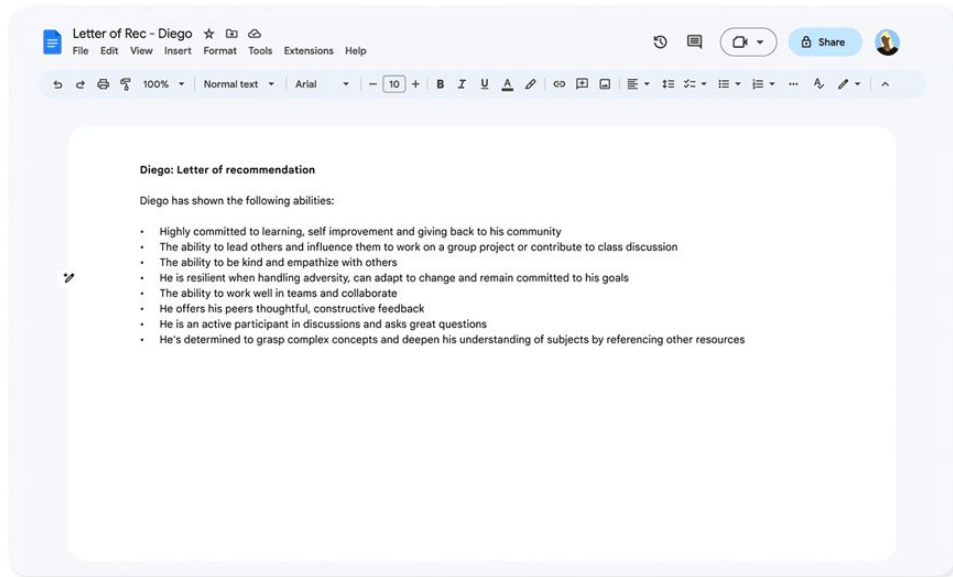 Letter of Rec - Diego
File Edit View Insert Format Tools Extensions Help
Share
100% Normal text Arial – 10 + B I U A
Diego: Letter of recommendation
Diego has shown the following abilities:
• Highly committed to learning, self improvement and giving back to his community
• The ability to lead others and influence them to work on a group project or contribute to class discussion
• The ability to be kind and empathize with others
• He is resilient when handling adversity, can adapt to change and remain committed to his goals
• The ability to work well in teams and collaborate
• He offers his peers thoughtful, constructive feedback
• He is an active participant in discussions and asks great questions
• He's determined to grasp complex concepts and deepen his understanding of subjects by referencing other resources